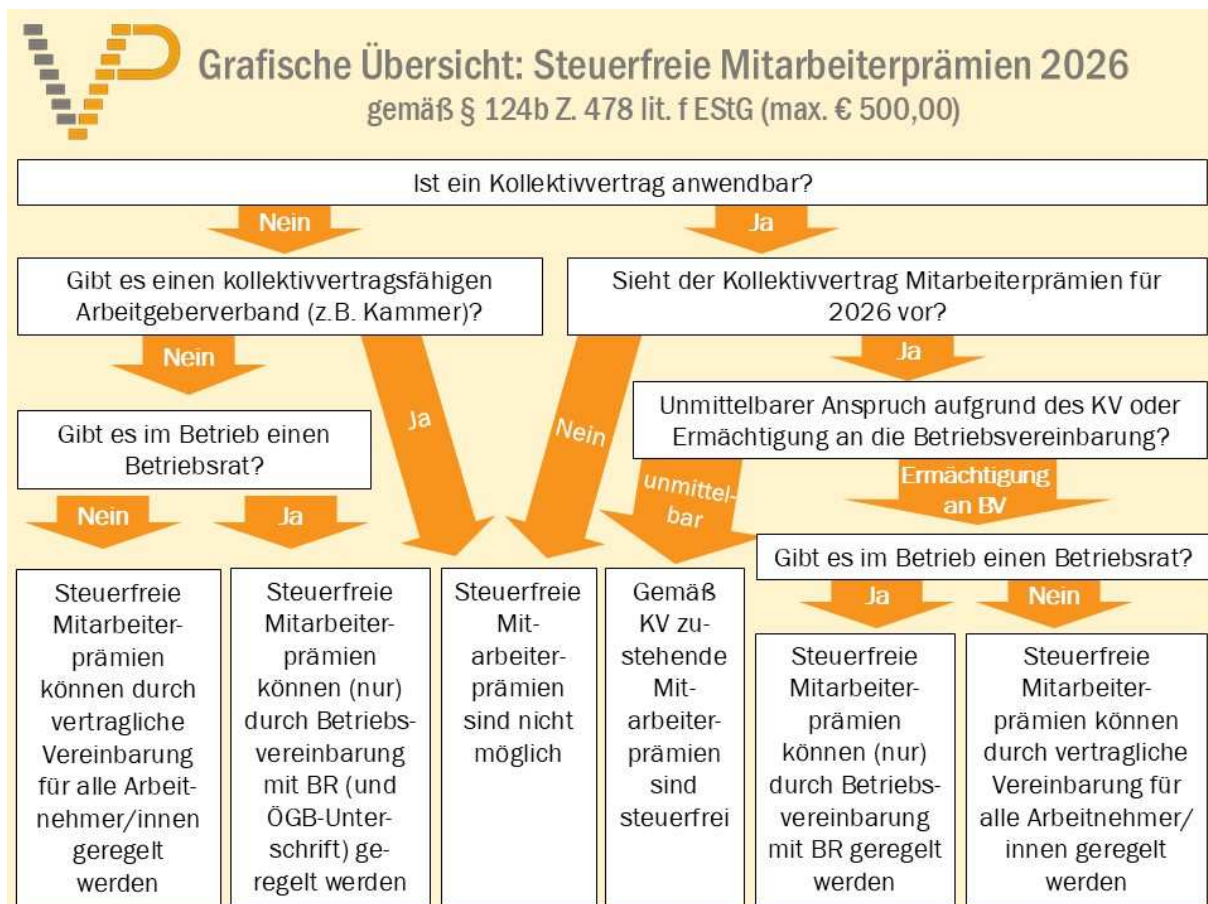 VP
Grafische Übersicht: Steuerfreie Mitarbeiterprämien 2026
gemäß § 124b Z. 478 lit. f EStG (max. € 500,00)
Ist ein Kollektivvertrag anwendbar?
Nein
Ja
Gibt es einen kollektivvertragsfähigen
Arbeitgeberverband (z.B. Kammer)?
Sieht der Kollektivvertrag Mitarbeiterprämien für
2026 vor?
Nein
Ja
Nein
Ja
Gibt es im Betrieb einen
Betriebsrat?
Unmittelbarer Anspruch aufgrund des KV oder
Ermächtigung an die Betriebsvereinbarung?
Nein
Ja
unmittel-
bar
Ermächtigung
an BV
Gibt es im Betrieb einen Betriebsrat?
Ja
Nein
Steuerfreie
Mitarbeiter-
prämien
können durch
vertragliche
Vereinbarung
für alle Arbeit-
nehmer/innen
geregelt
werden
Steuerfreie
Mitarbeiter-
prämien
können (nur)
durch Betriebs-
vereinbarung
mit BR (und
ÖGB-Unter-
schrift) ge-
regelt werden
Steuerfreie
Mit-
arbeiter-
prämien
sind nicht
möglich
Gemäß
KV zu-
stehende
Mit-
arbeiter-
prämien
sind
steuerfrei
Steuerfreie
Mitarbeiter-
prämien
können (nur)
durch Betriebs-
vereinbarung
mit BR geregelt
werden
Steuerfreie
Mitarbeiter-
prämien können
durch vertragliche
Vereinbarung für
alle Arbeitnehmer/
innen geregelt
werden